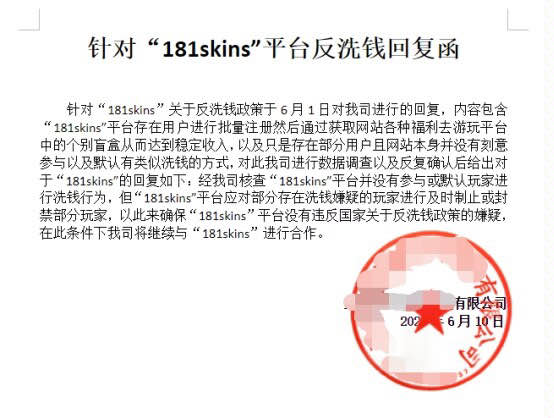 针对“181skins”平台反洗钱回复函
针对“181skins”关于反洗钱政策于 6 月 1 日对我司进行的回复，内容包含
“181skins”平台存在用户进行批量注册然后通过获取网站各种福利去游玩平台
中的个别盲盒从而达到稳定收入，以及只是存在部分用户且网站本身并没有刻意
参与以及默认有类似洗钱的方式，对此我司进行数据调查以及反复确认后给出对
于“181skins”的回复如下：经我司核查“181skins”平台并没有参与或默认玩家进
行洗钱行为，但“181skins”平台应对部分存在洗钱嫌疑的玩家进行及时制止或封
禁部分玩家，以此来确保“181skins”平台没有违反国家关于反洗钱政策的嫌疑，
在此条件下我司将继续与“181skins”进行合作。
有限公司
6 月 10 日
有限公司